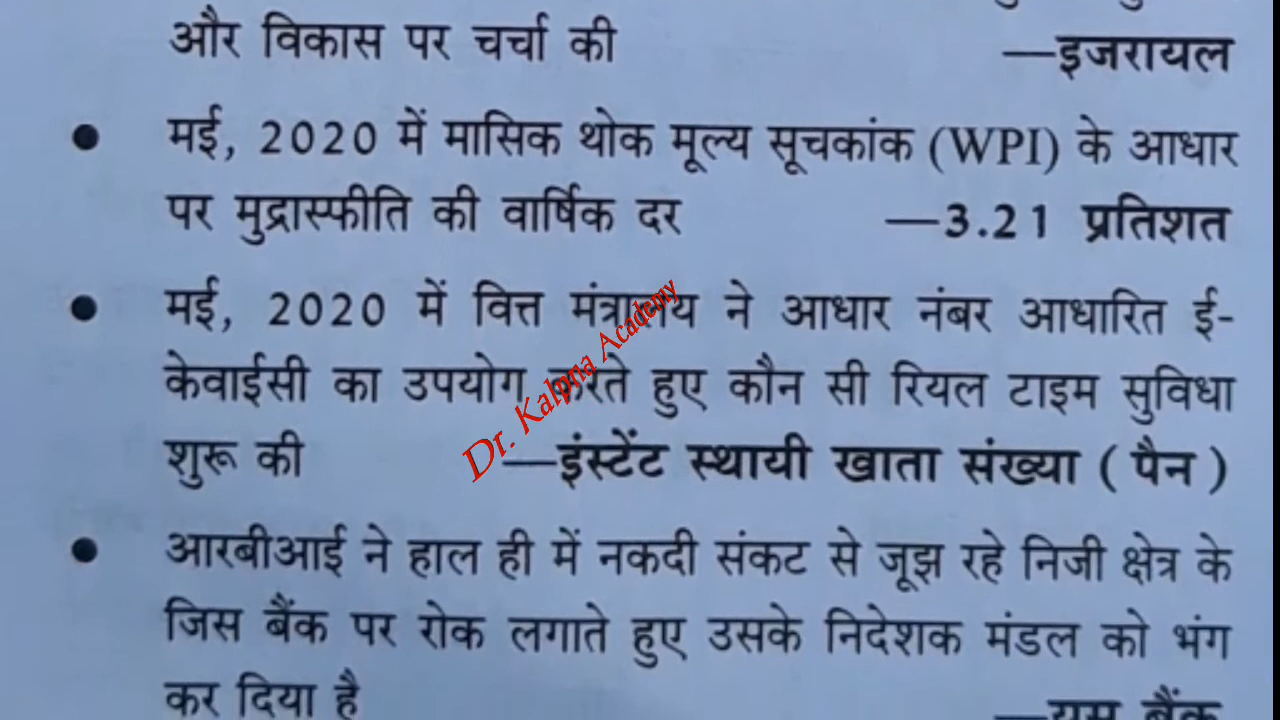 और विकास पर चर्चा की —इजरायल
● मई, 2020 में मासिक थोक मूल्य सूचकांक (WPI) के आधार
पर मुद्रास्फीति की वार्षिक दर —3.21 प्रतिशत
● मई, 2020 में वित्त मंत्रालय ने आधार नंबर आधारित ई-
केवाईसी का उपयोग करते हुए कौन सी रियल टाइम सुविधा
शुरू की —इंस्टेंट स्थायी खाता संख्या ( पैन )
Dr. Kalpna Academy
● आरबीआई ने हाल ही में नकदी संकट से जूझ रहे निजी क्षेत्र के
जिस बैंक पर रोक लगाते हुए उसके निदेशक मंडल को भंग
कर दिया है —यस बैंक